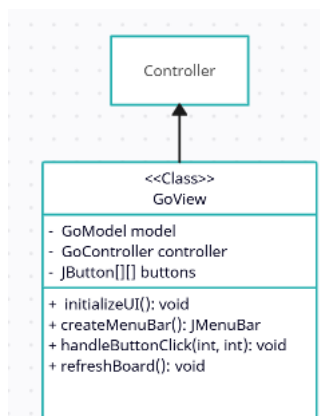 Controller
<<Class>>
GoView
- GoModel model
- GoController controller
- JButton[][] buttons
+ initializeUI(): void
+ createMenuBar(): JMenuBar
+ handleButtonClick(int, int): void
+ refreshBoard(): void